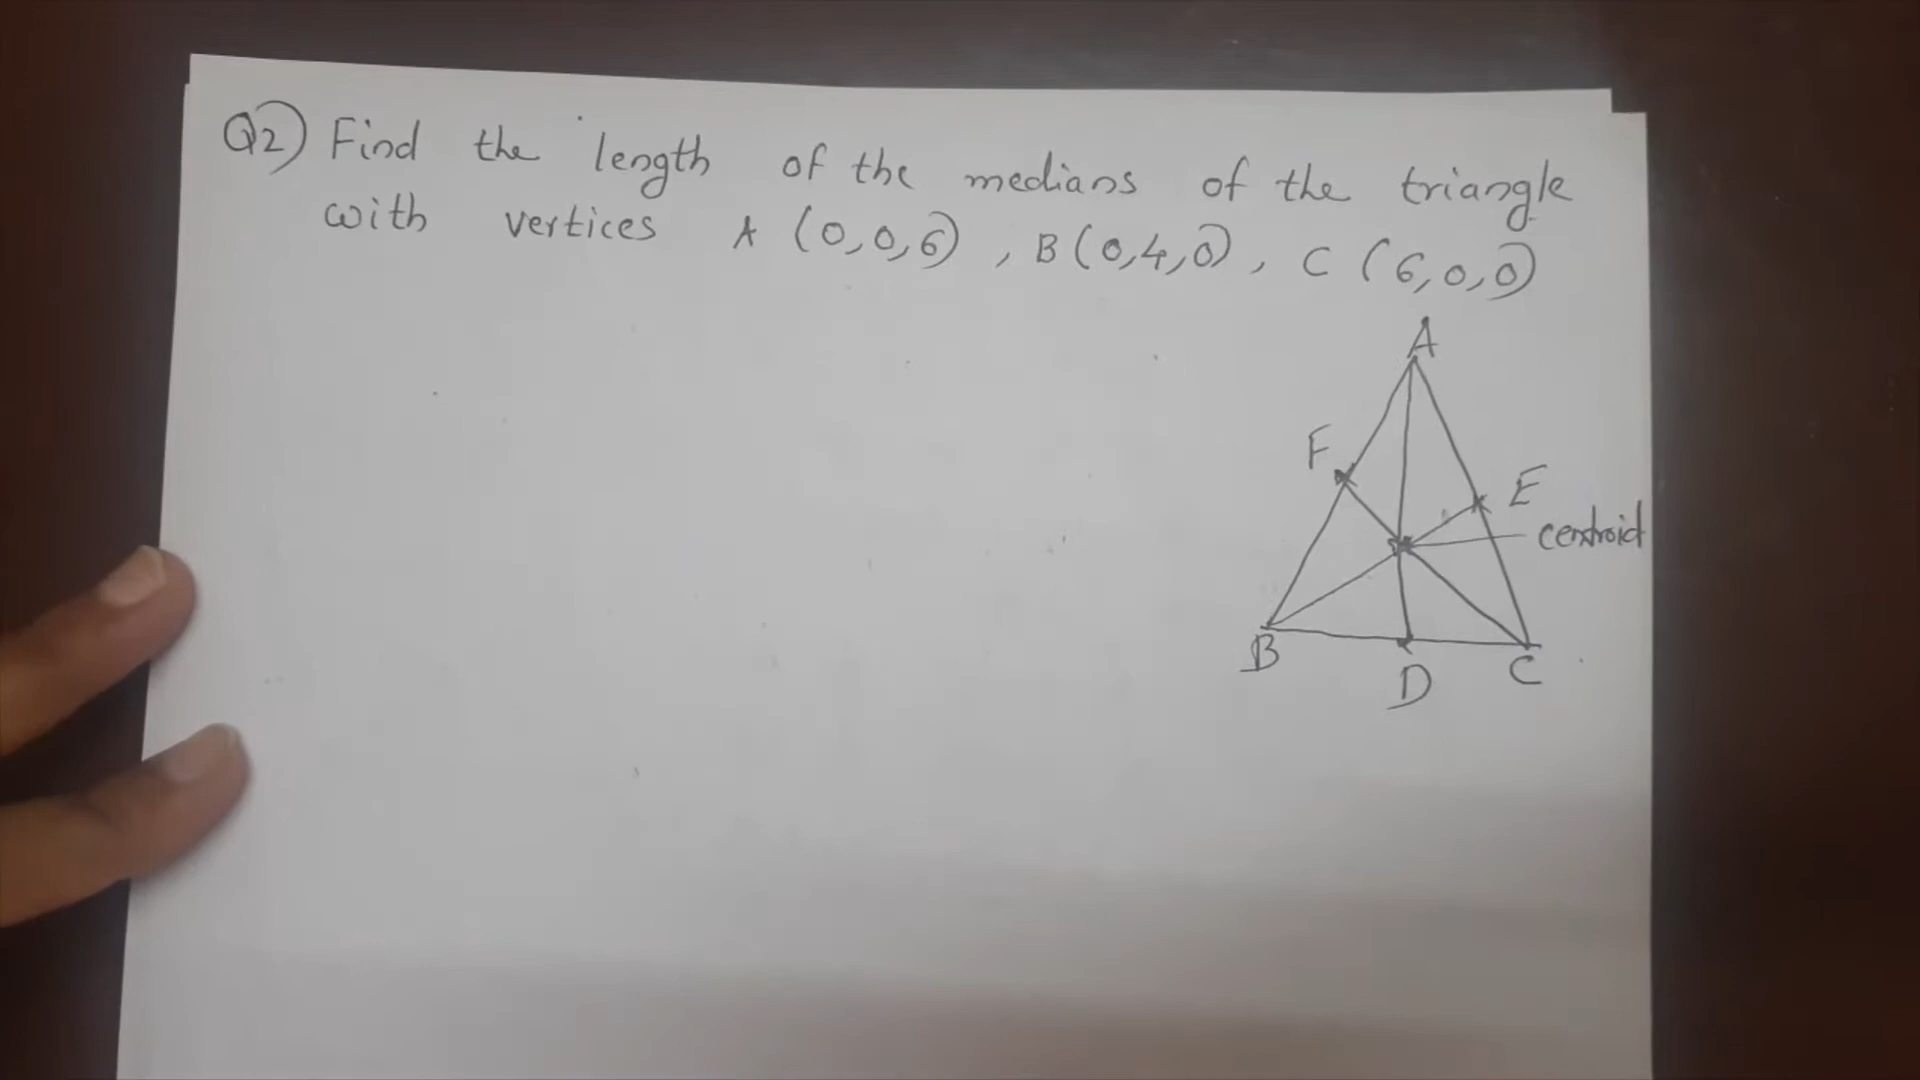 Q2) Find the length of the medians of the triangle
with vertices A (0,0,6), B(0,4,0), C (6,0,0)
A
F
E
centroid
B
D
C